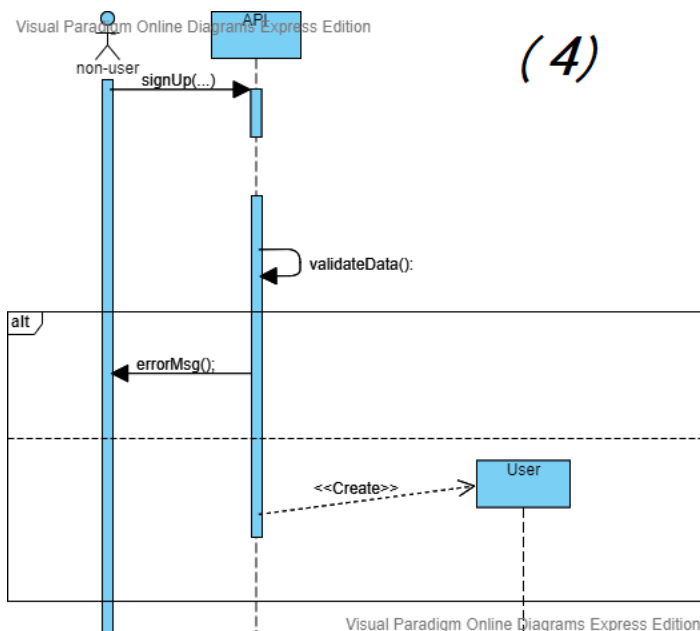 Visual Paradigm Online Diagrams Express Edition
API
(4)
non-user
signUp(...)
validateData():
alt
errorMsg();
User
<<Create>>
Visual Paradigm Online Diagrams Express Edition